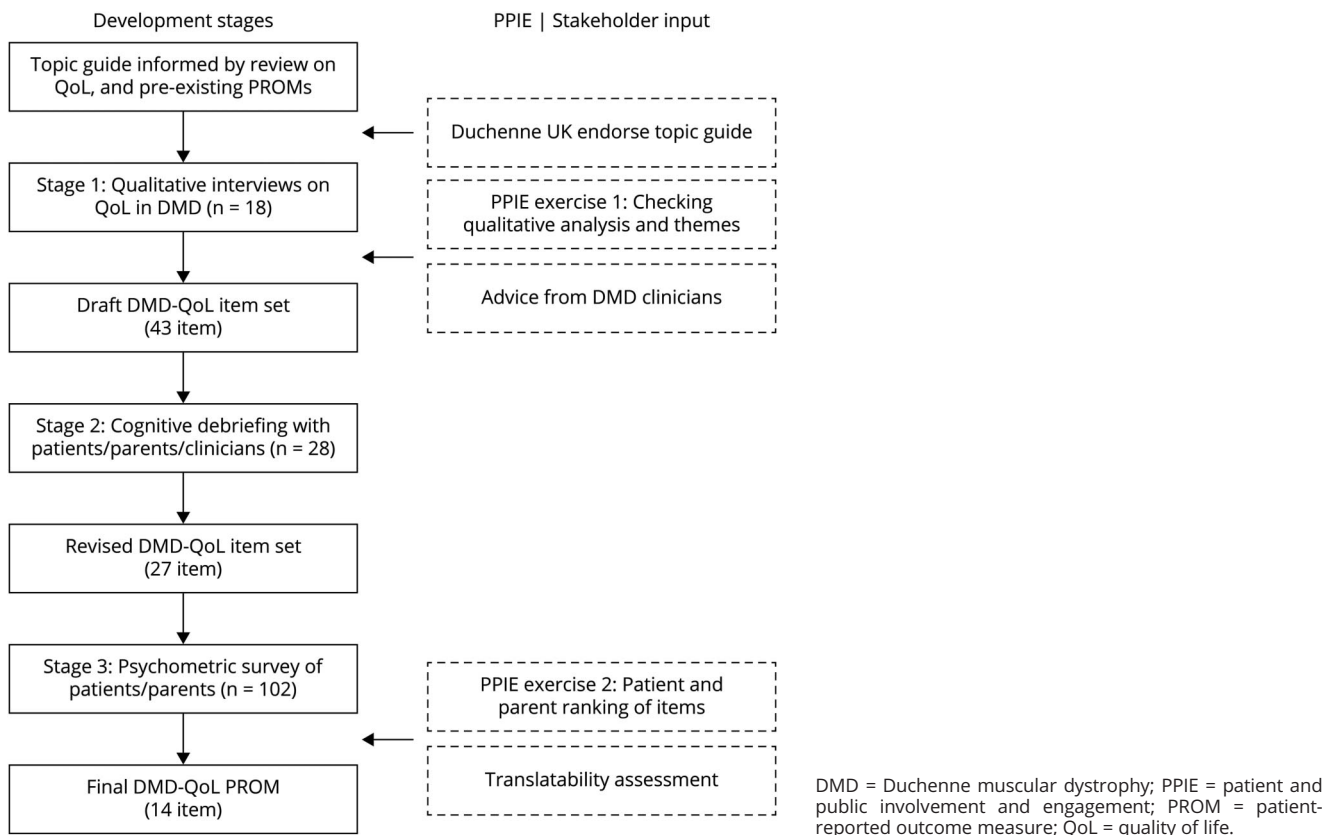 Development stages
PPIE | Stakeholder input
Topic guide informed by review on
QoL, and pre-existing PROMs
Duchenne UK endorse topic guide
Stage 1: Qualitative interviews on
QoL in DMD (n = 18)
PPIE exercise 1: Checking
qualitative analysis and themes
Advice from DMD clinicians
Draft DMD-QoL item set
(43 item)
Stage 2: Cognitive debriefing with
patients/parents/clinicians (n = 28)
Revised DMD-QoL item set
(27 item)
Stage 3: Psychometric survey of
patients/parents (n = 102)
PPIE exercise 2: Patient and
parent ranking of items
Translatability assessment
Final DMD-QoL PROM
(14 item)
DMD = Duchenne muscular dystrophy; PPIE = patient and
public involvement and engagement; PROM = patient-
reported outcome measure; QoL = quality of life.